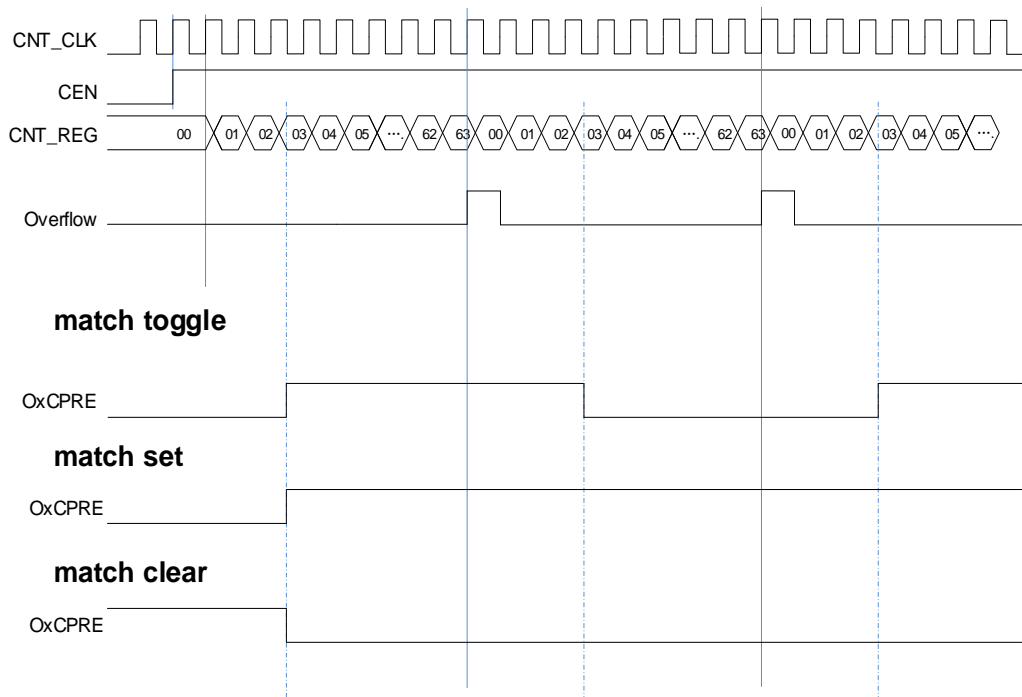 CNT_CLK
CEN
CNT_REG 00 01 02 03 04 05 .... 62 63 00 01 02 03 04 05 .... 62 63 00 01 02 03 04 05 ....
Overflow
match toggle
OxCPRE
match set
OxCPRE
match clear
OxCPRE